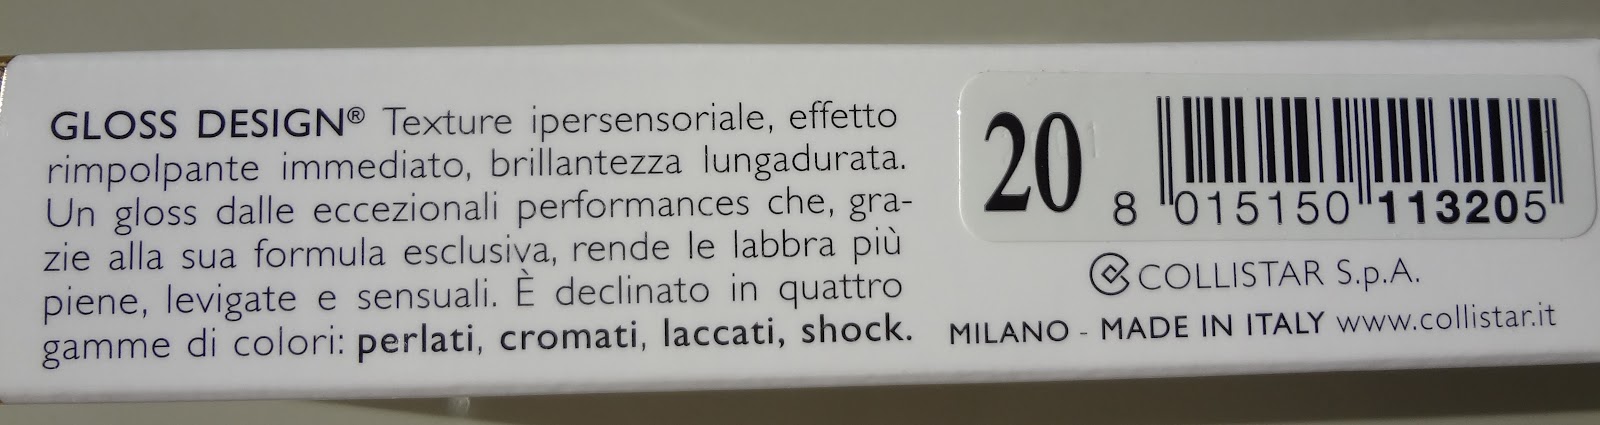 GLOSS DESIGN® Texture ipersensoriale, effetto
rimpolpante immediato, brillantezza lungadurata.
Un gloss dalle eccezionali performances che, gra-
zie alla sua formula esclusiva, rende le labbra più
piene, levigate e sensuali. È declinato in quattro
gamme di colori: perlati, cromati, laccati, shock.
20
8 015150 113205
COLLISTAR S.p.A.
MILANO - MADE IN ITALY www.collistar.it